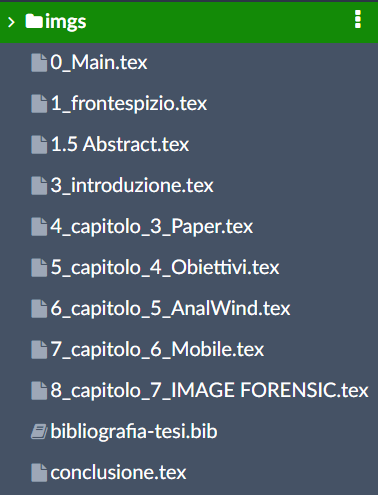 imgs
0_Main.tex
1_frontespizio.tex
1.5 Abstract.tex
3_introduzione.tex
4_capitolo_3_Paper.tex
5_capitolo_4_Obiettivi.tex
6_capitolo_5_AnalWind.tex
7_capitolo_6_Mobile.tex
8_capitolo_7_IMAGE FORENSIC.tex
bibliografia-tesi.bib
conclusione.tex